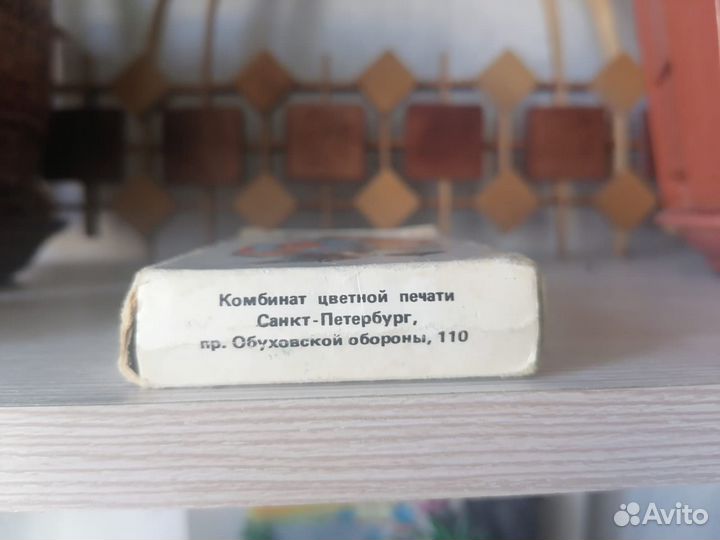 Комбинат цветной печати
Санкт-Петербург,
пр. Обуховской обороны, 110
Avito